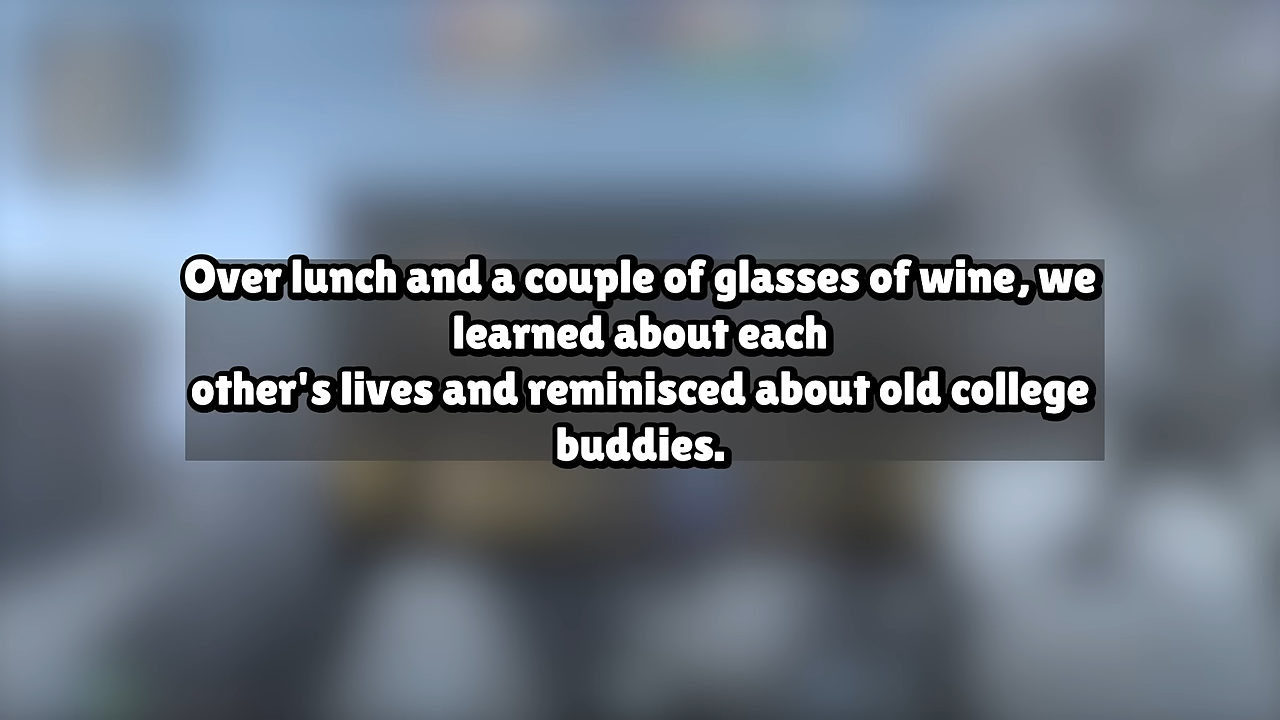 Over lunch and a couple of glasses of wine, we
learned about each
other's lives and reminisced about old college
buddies.